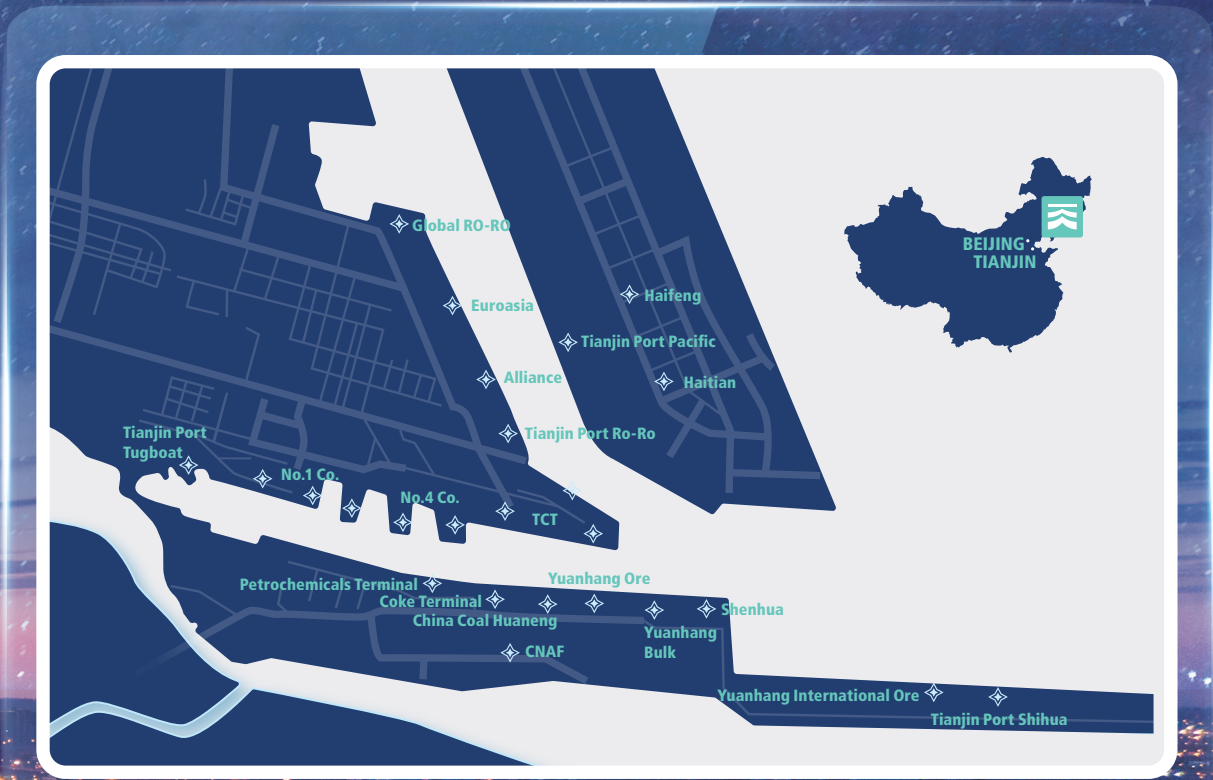 Global RO-RO
BEIJING
TIANJIN
Haifeng
Euroasia
Tianjin Port Pacific
Alliance
Haitian
Tianjin Port
Tugboat
Tianjin Port Ro-Ro
No.1 Co.
No.4 Co.
TCT
Yuanhang Ore
Petrochemicals Terminal
Coke Terminal
Shenhua
China Coal Huaneng
Yuanhang
Bulk
CNAF
Yuanhang International Ore
Tianjin Port Shihua